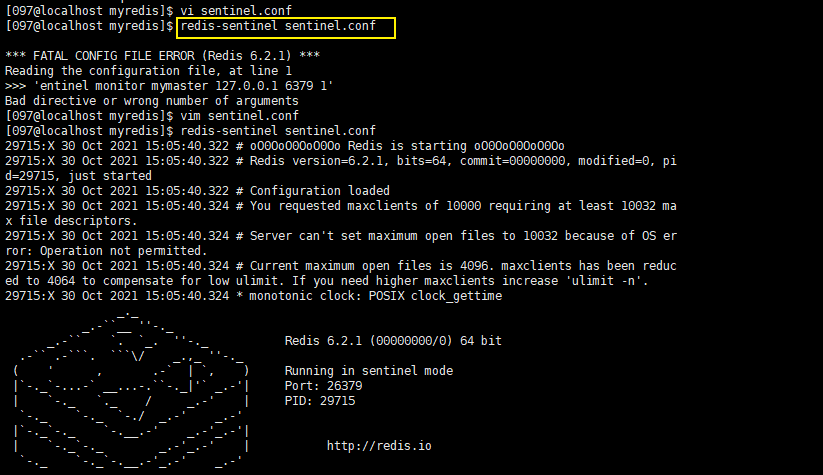 [097@localhost myredis]$ vi sentinel.conf
[097@localhost myredis]$ redis-sentinel sentinel.conf
*** FATAL CONFIG FILE ERROR (Redis 6.2.1) ***
Reading the configuration file, at line 1
>>> 'entinel monitor mymaster 127.0.0.1 6379 1'
Bad directive or wrong number of arguments
[097@localhost myredis]$ vim sentinel.conf
[097@localhost myredis]$ redis-sentinel sentinel.conf
29715:X 30 Oct 2021 15:05:40.322 # oO0OoO0OoO0Oo Redis is starting oO0OoO0OoO0Oo
29715:X 30 Oct 2021 15:05:40.322 # Redis version=6.2.1, bits=64, commit=00000000, modified=0, pi
d=29715, just started
29715:X 30 Oct 2021 15:05:40.322 # Configuration loaded
29715:X 30 Oct 2021 15:05:40.324 # You requested maxclients of 10000 requiring at least 10032 ma
x file descriptors.
29715:X 30 Oct 2021 15:05:40.324 # Server can't set maximum open files to 10032 because of OS er
ror: Operation not permitted.
29715:X 30 Oct 2021 15:05:40.324 # Current maximum open files is 4096. maxclients has been reduc
ed to 4064 to compensate for low ulimit. If you need higher maxclients increase 'ulimit -n'.
29715:X 30 Oct 2021 15:05:40.324 * monotonic clock: POSIX clock_gettime
Redis 6.2.1 (00000000/0) 64 bit
Running in sentinel mode
Port: 26379
PID: 29715
http://redis.io